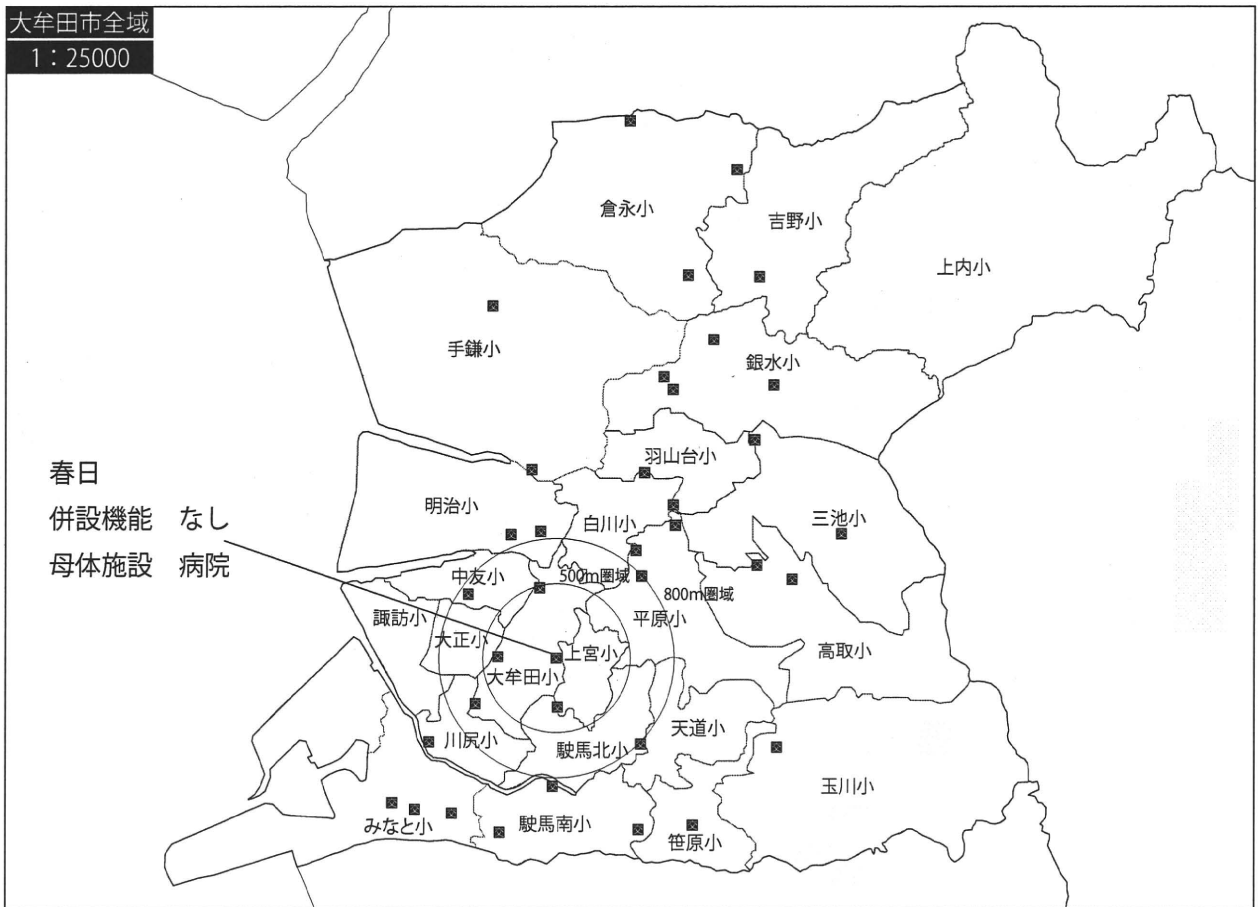 大牟田市全域
1:25000
倉永小
吉野小
上内小
手鎌小
銀水小
羽山台小
春日
併設機能 なし
母体施設 病院
明治小
白川小
三池小
中友小
500m圏域
800m圏域
諏訪小
大正小
平原小
上宮小
大牟田小
高取小
川尻小
駛馬北小
天道小
玉川小
みなと小
駛馬南小
笹原小